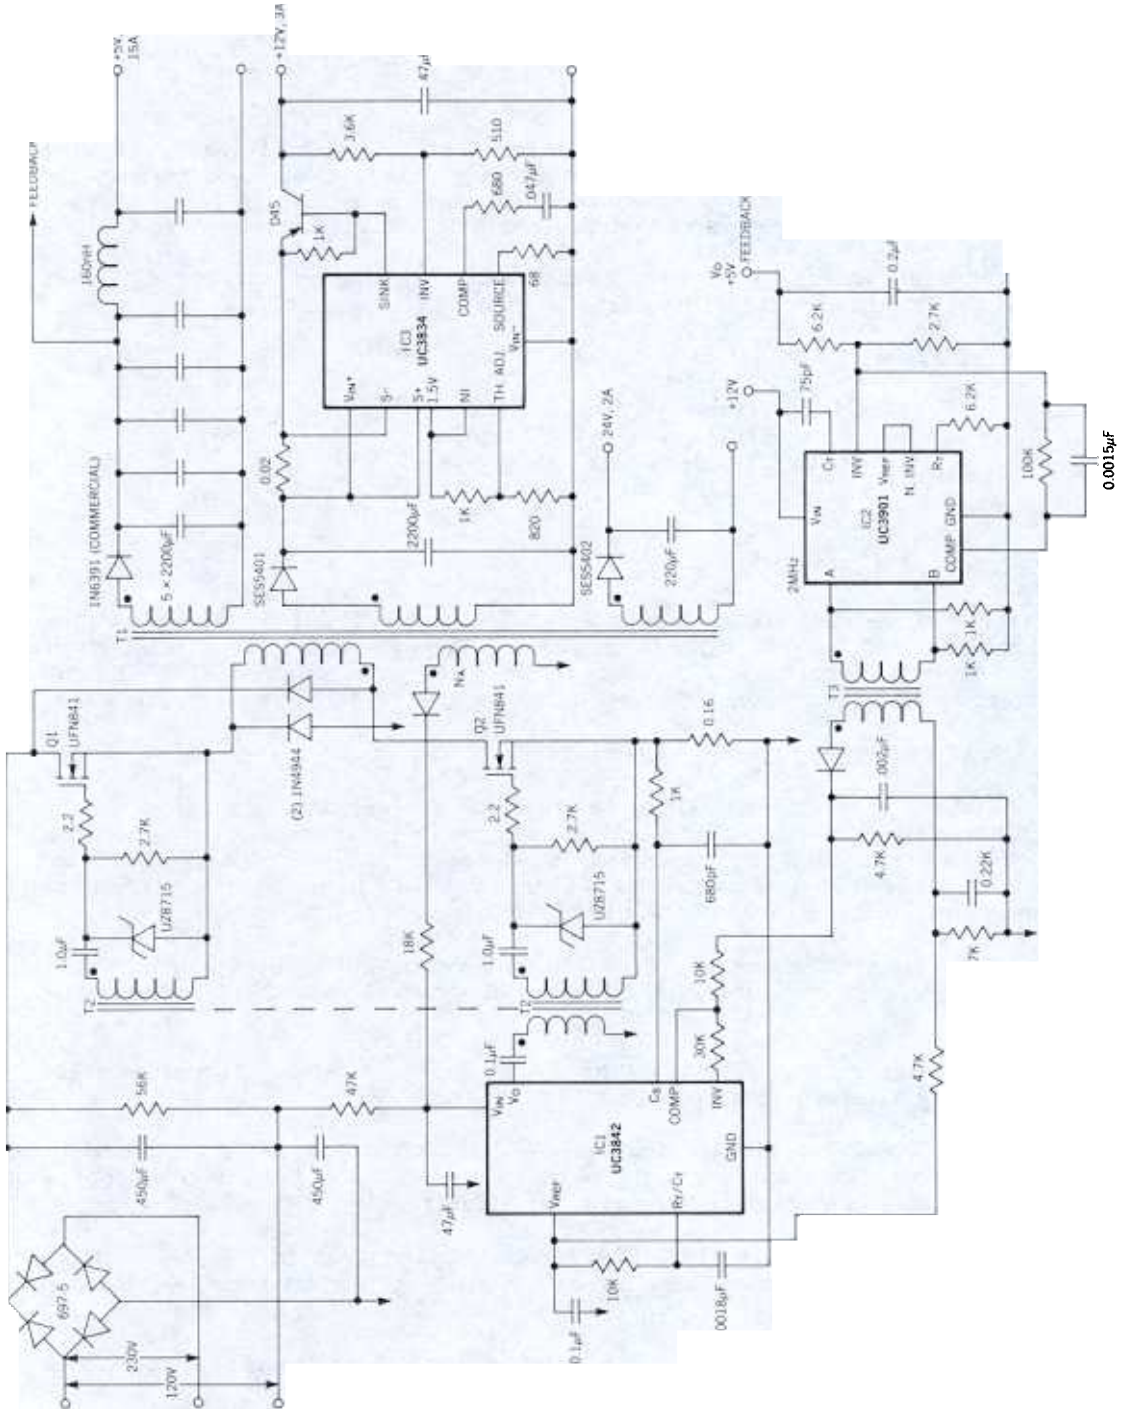 +5V,
15A
+12V, 3A
FEEDBACK
160nH
1N6391 (COMMERCIAL)
5 × 2200µF
T1
47µF
3.6K
510
680
.047µF
D45
1K
68
SINK
INV
COMP
SOURCE
IC3
UC3834
VIN+
S-
S+
1.5V
NI
TH. ADJ.
VIN-
0.02
1K
820
2200µF
SES5401
24V, 2A
SES5402
220µF
Vo
+5V
FEEDBACK
0.2µF
6.2K
2.7K
+12V
75pF
6.2K
100K
0.0015µF
VIN
CT
INV
VREF
N. INV
RT
IC2
UC3901
COMP
GND
2MHz
A
B
1K
1K
T3
Q1
UFN841
2.2
2.7K
UZ8715
1.0µF
T2
(2) 1N4944
Nx
Q2
UFN841
2.2
2.7K
UZ8715
1.0µF
T2
0.16
1K
680pF
18K
.002µF
4.7K
0.22K
7K
4.7K
10K
30K
0.1µF
56K
47K
450µF
450µF
47µF
VIN
VO
CS
COMP
INV
IC1
UC3842
VREF
RT/CT
GND
10K
0018µF
0.1µF
697.5
230V
120V